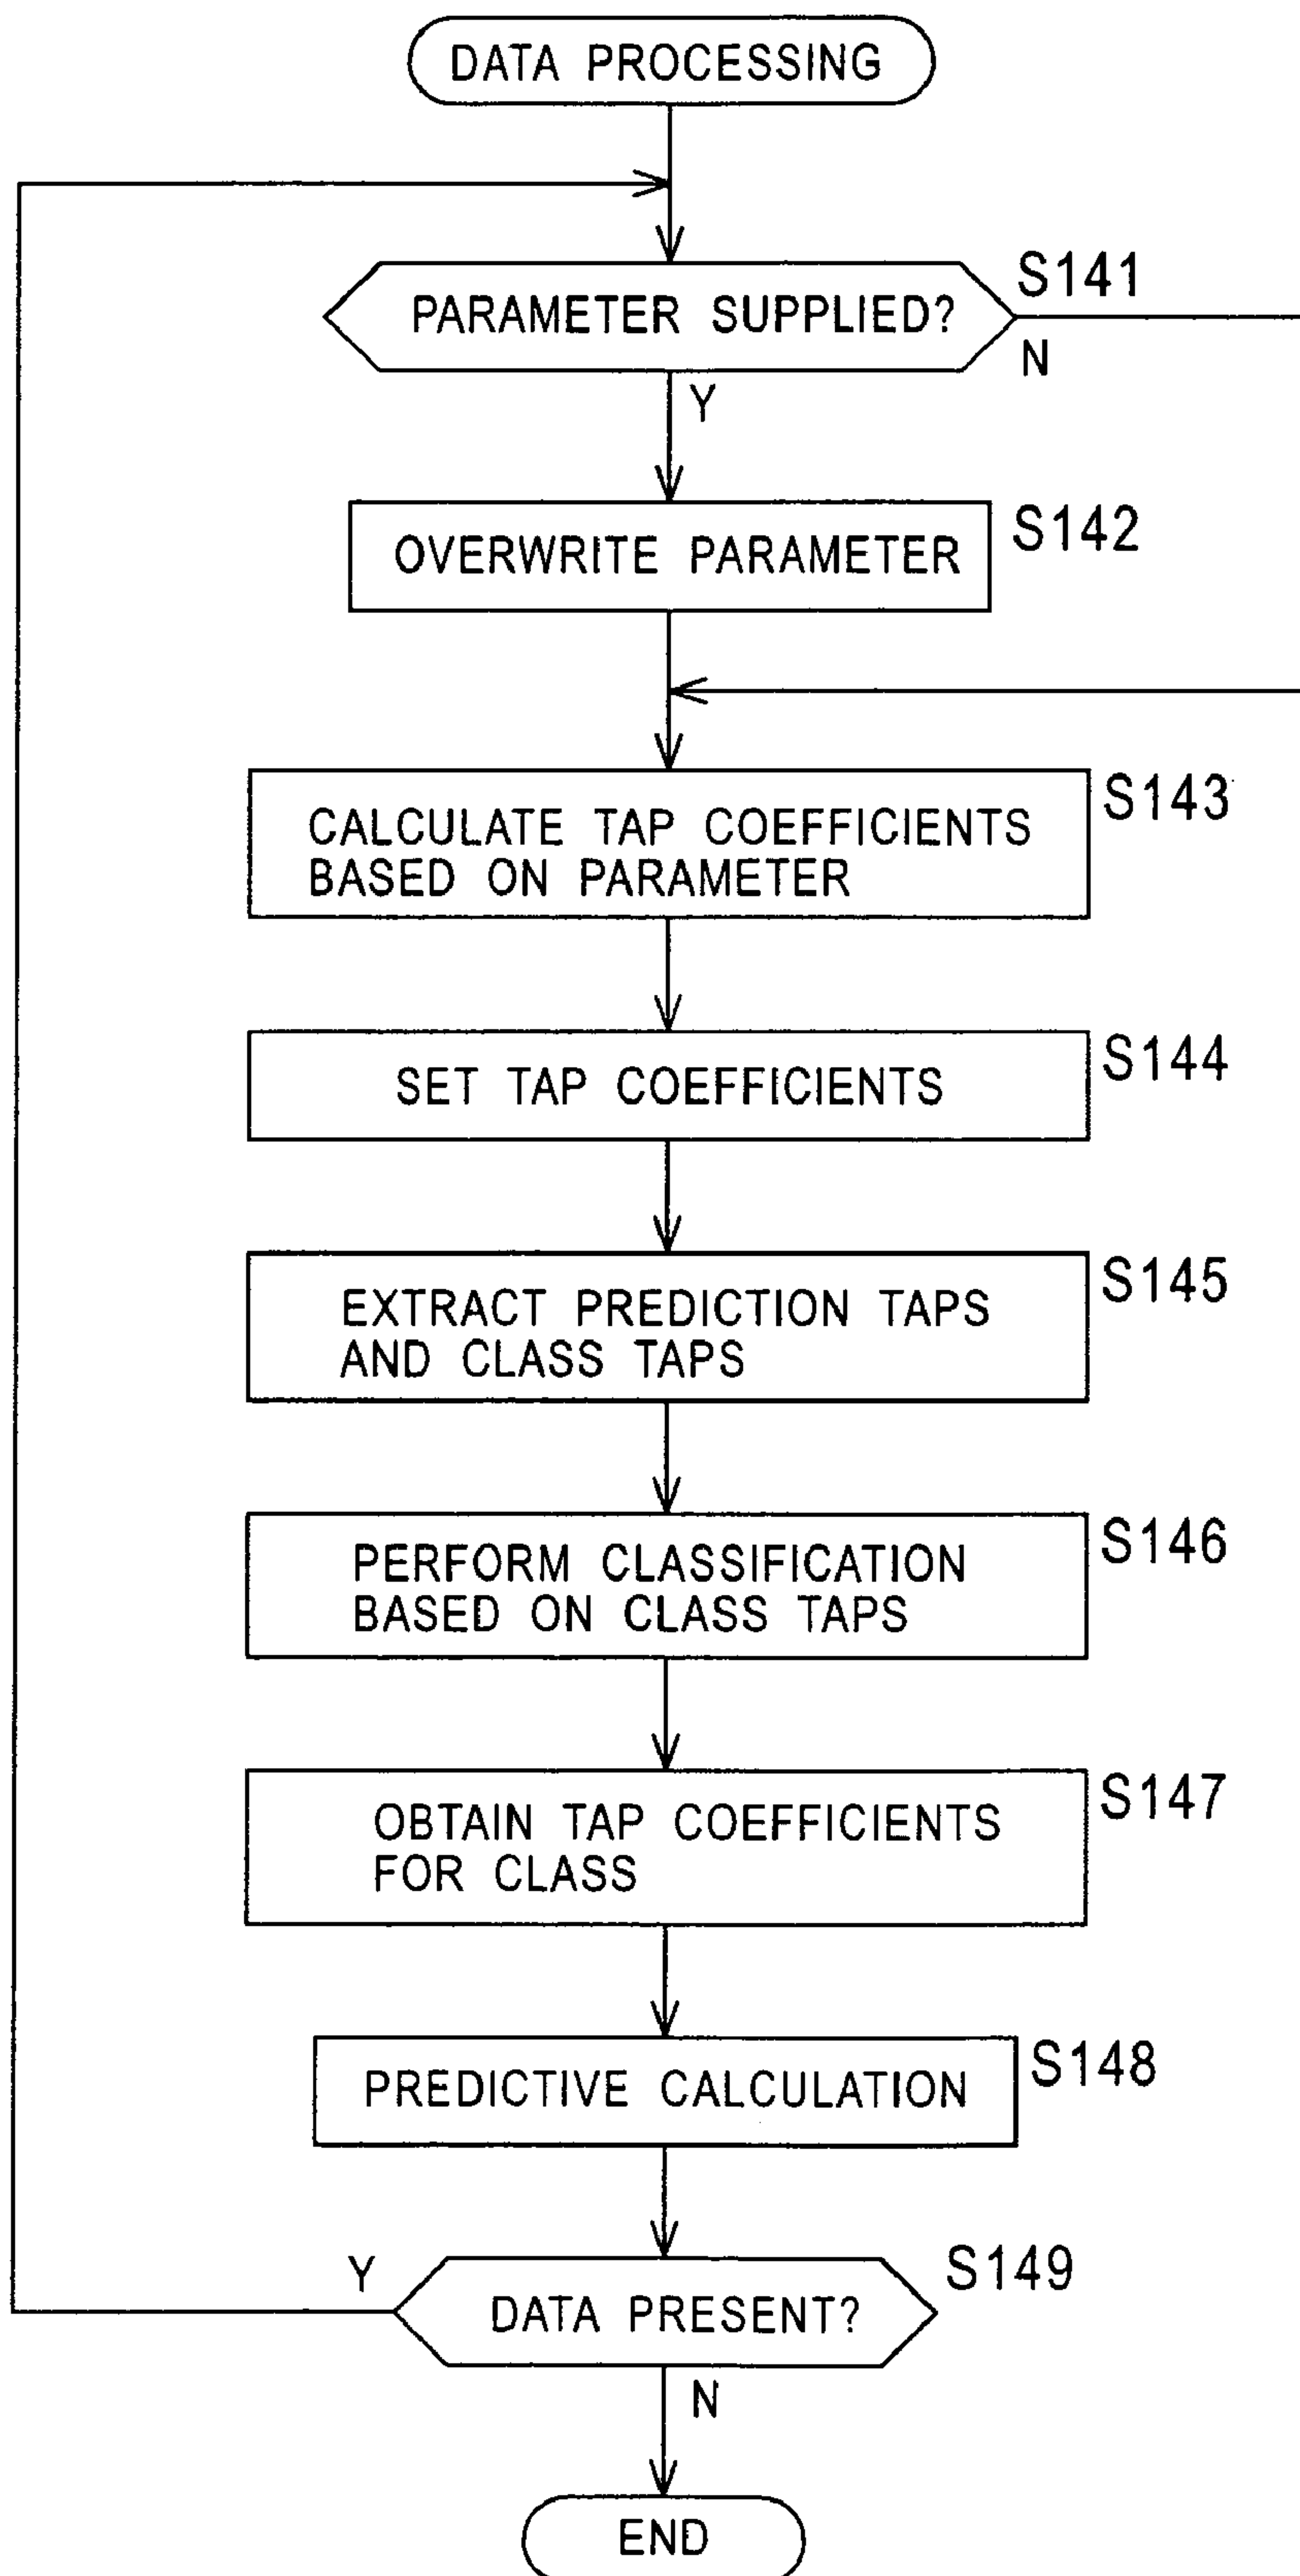 DATA PROCESSING
PARAMETER SUPPLIED?
S141
N
Y
OVERWRITE PARAMETER
S142
CALCULATE TAP COEFFICIENTS
BASED ON PARAMETER
S143
SET TAP COEFFICIENTS
S144
EXTRACT PREDICTION TAPS
AND CLASS TAPS
S145
PERFORM CLASSIFICATION
BASED ON CLASS TAPS
S146
OBTAIN TAP COEFFICIENTS
FOR CLASS
S147
PREDICTIVE CALCULATION
S148
Y
DATA PRESENT?
S149
N
END